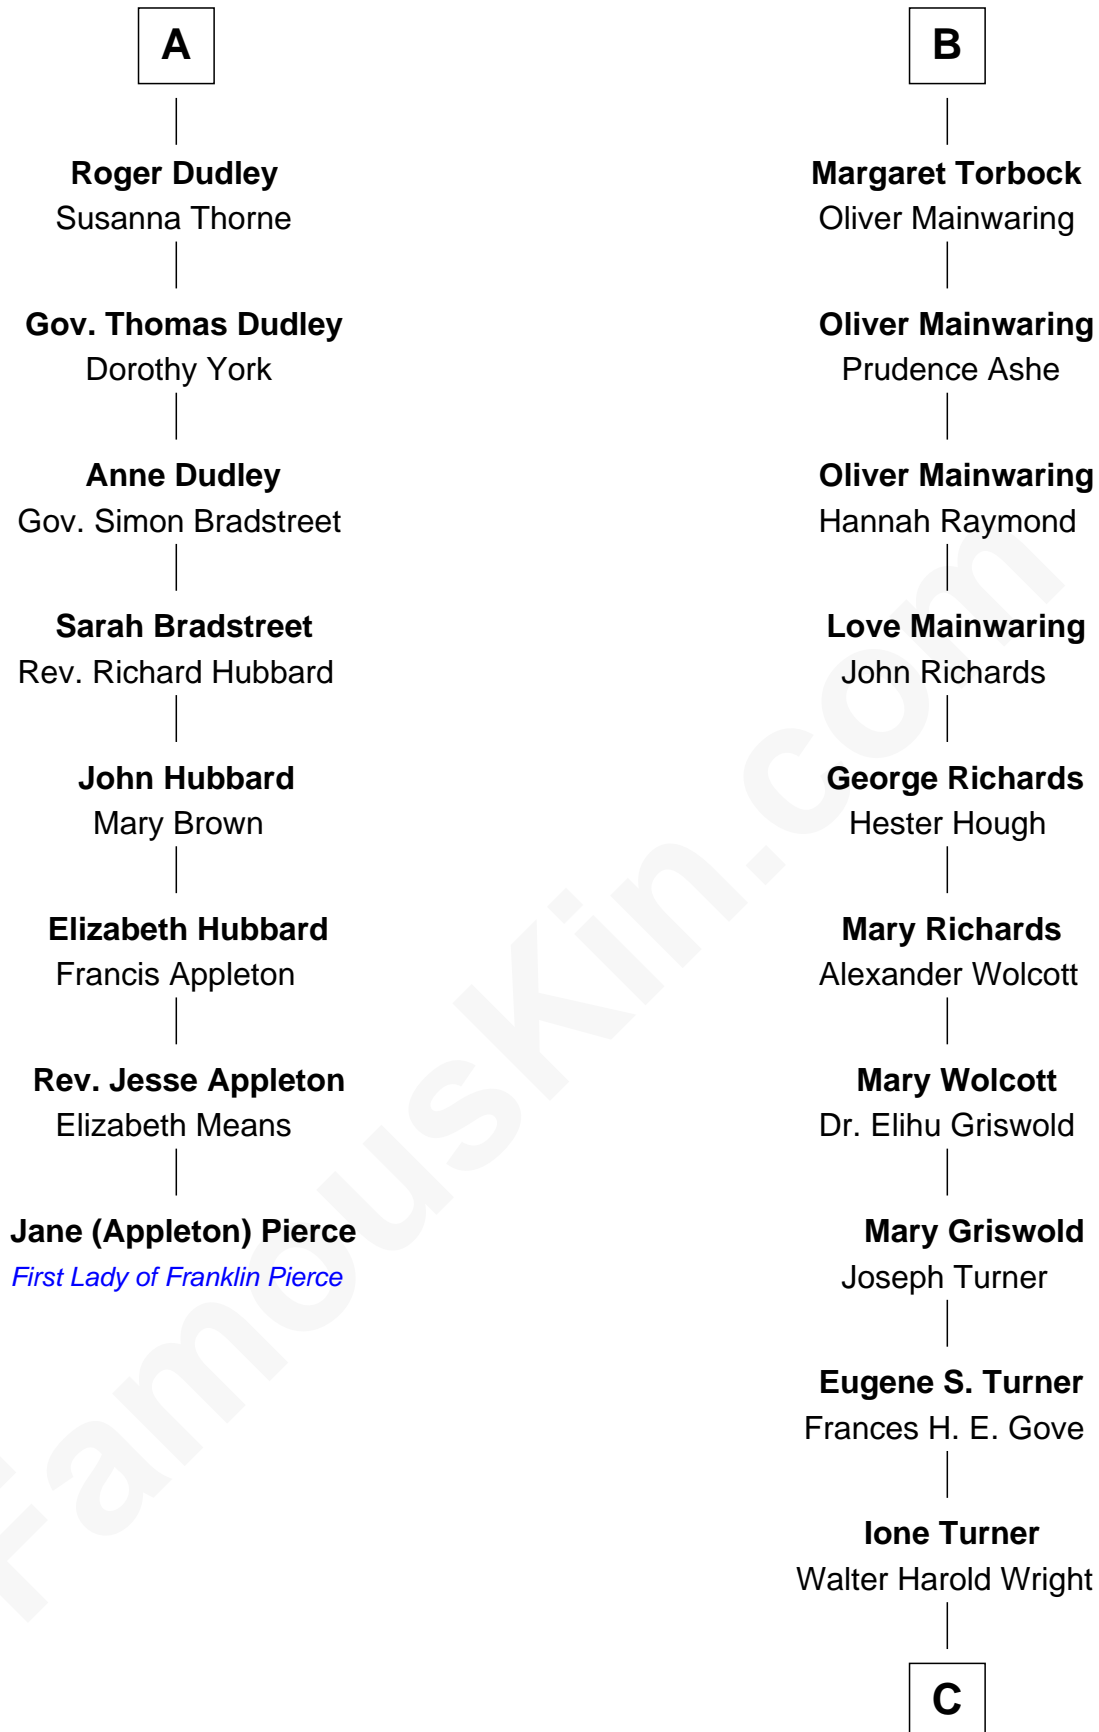 A
Roger Dudley
Susanna Thorne
Gov. Thomas Dudley
Dorothy York
Anne Dudley
Gov. Simon Bradstreet
Sarah Bradstreet
Rev. Richard Hubbard
John Hubbard
Mary Brown
Elizabeth Hubbard
Francis Appleton
Rev. Jesse Appleton
Elizabeth Means
Jane (Appleton) Pierce
First Lady of Franklin Pierce
B
Margaret Torbock
Oliver Mainwaring
Oliver Mainwaring
Prudence Ashe
Oliver Mainwaring
Hannah Raymond
Love Mainwaring
John Richards
George Richards
Hester Hough
Mary Richards
Alexander Wolcott
Mary Wolcott
Dr. Elihu Griswold
Mary Griswold
Joseph Turner
Eugene S. Turner
Frances H. E. Gove
Ione Turner
Walter Harold Wright
C
FamousKin.com